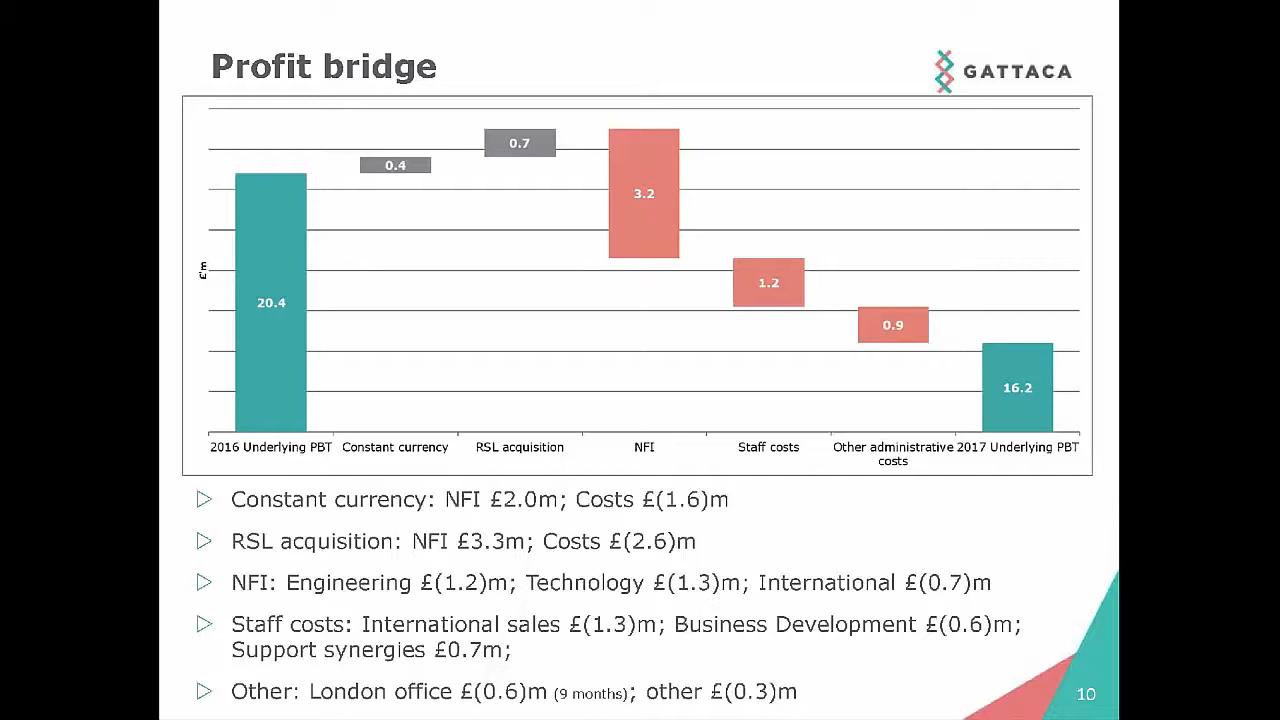 Profit bridge
GATTACA
0.7
0.4
3.2
£'m
1.2
20.4
0.9
16.2
2016 Underlying PBT Constant currency RSL acquisition NFI Staff costs Other administrative 2017 Underlying PBT
costs
Constant currency: NFI £2.0m; Costs £(1.6)m
RSL acquisition: NFI £3.3m; Costs £(2.6)m
NFI: Engineering £(1.2)m; Technology £(1.3)m; International £(0.7)m
Staff costs: International sales £(1.3)m; Business Development £(0.6)m;
Support synergies £0.7m;
Other: London office £(0.6)m (9 months); other £(0.3)m
10